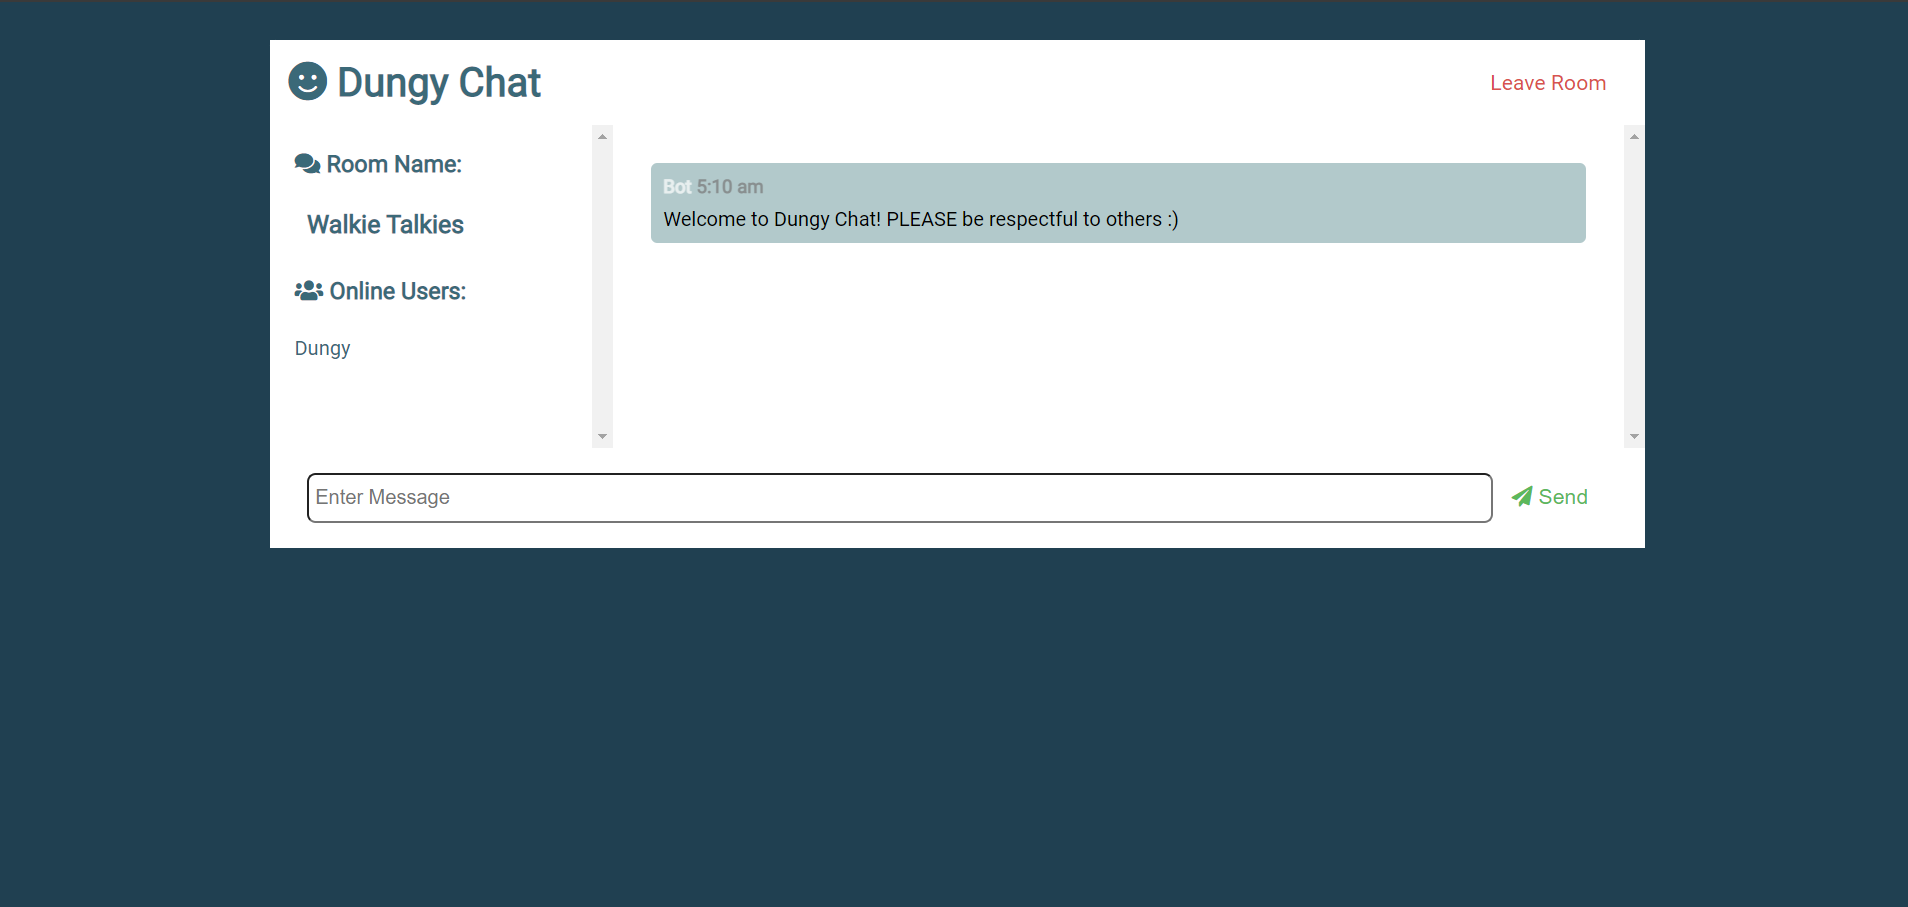 Dungy Chat
Leave Room
Room Name:
Walkie Talkies
Online Users:
Dungy
Bot 5:10 am
Welcome to Dungy Chat! PLEASE be respectful to others :)
Enter Message
Send